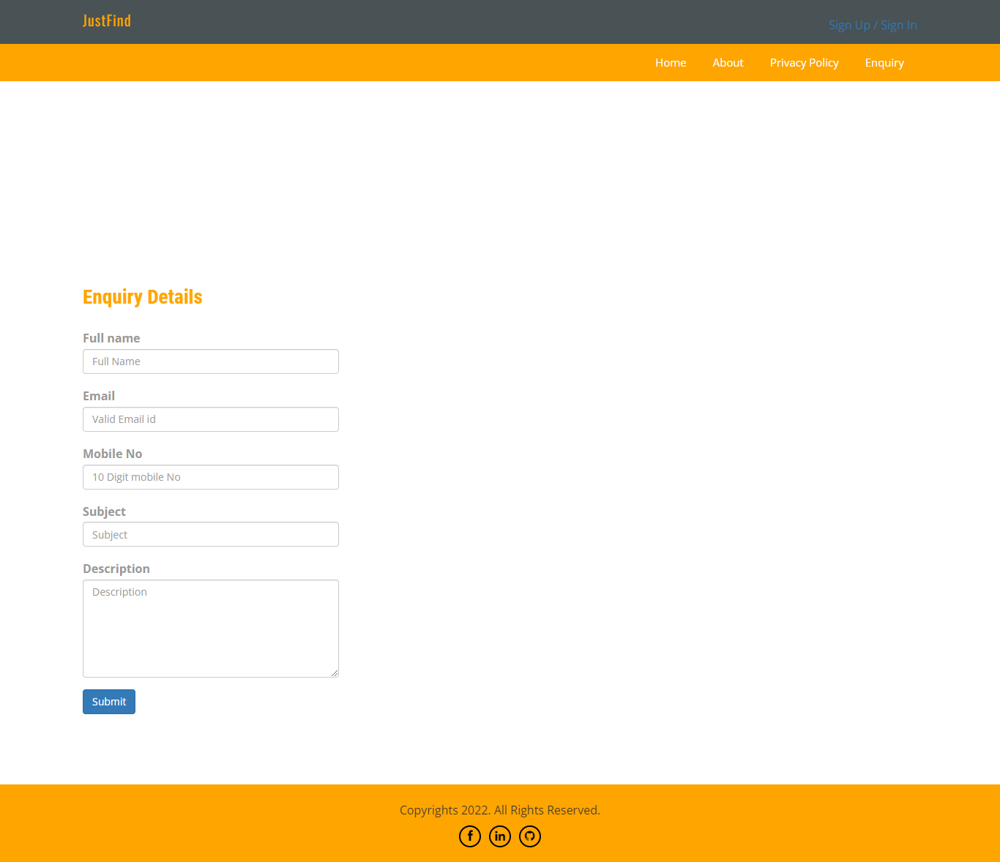 JustFind
Sign Up / Sign In
Home About Privacy Policy Enquiry
Enquiry Details
Full name
Full Name
Email
Valid Email id
Mobile No
10 Digit mobile No
Subject
Subject
Description
Description
Submit
Copyrights 2022. All Rights Reserved.
f in